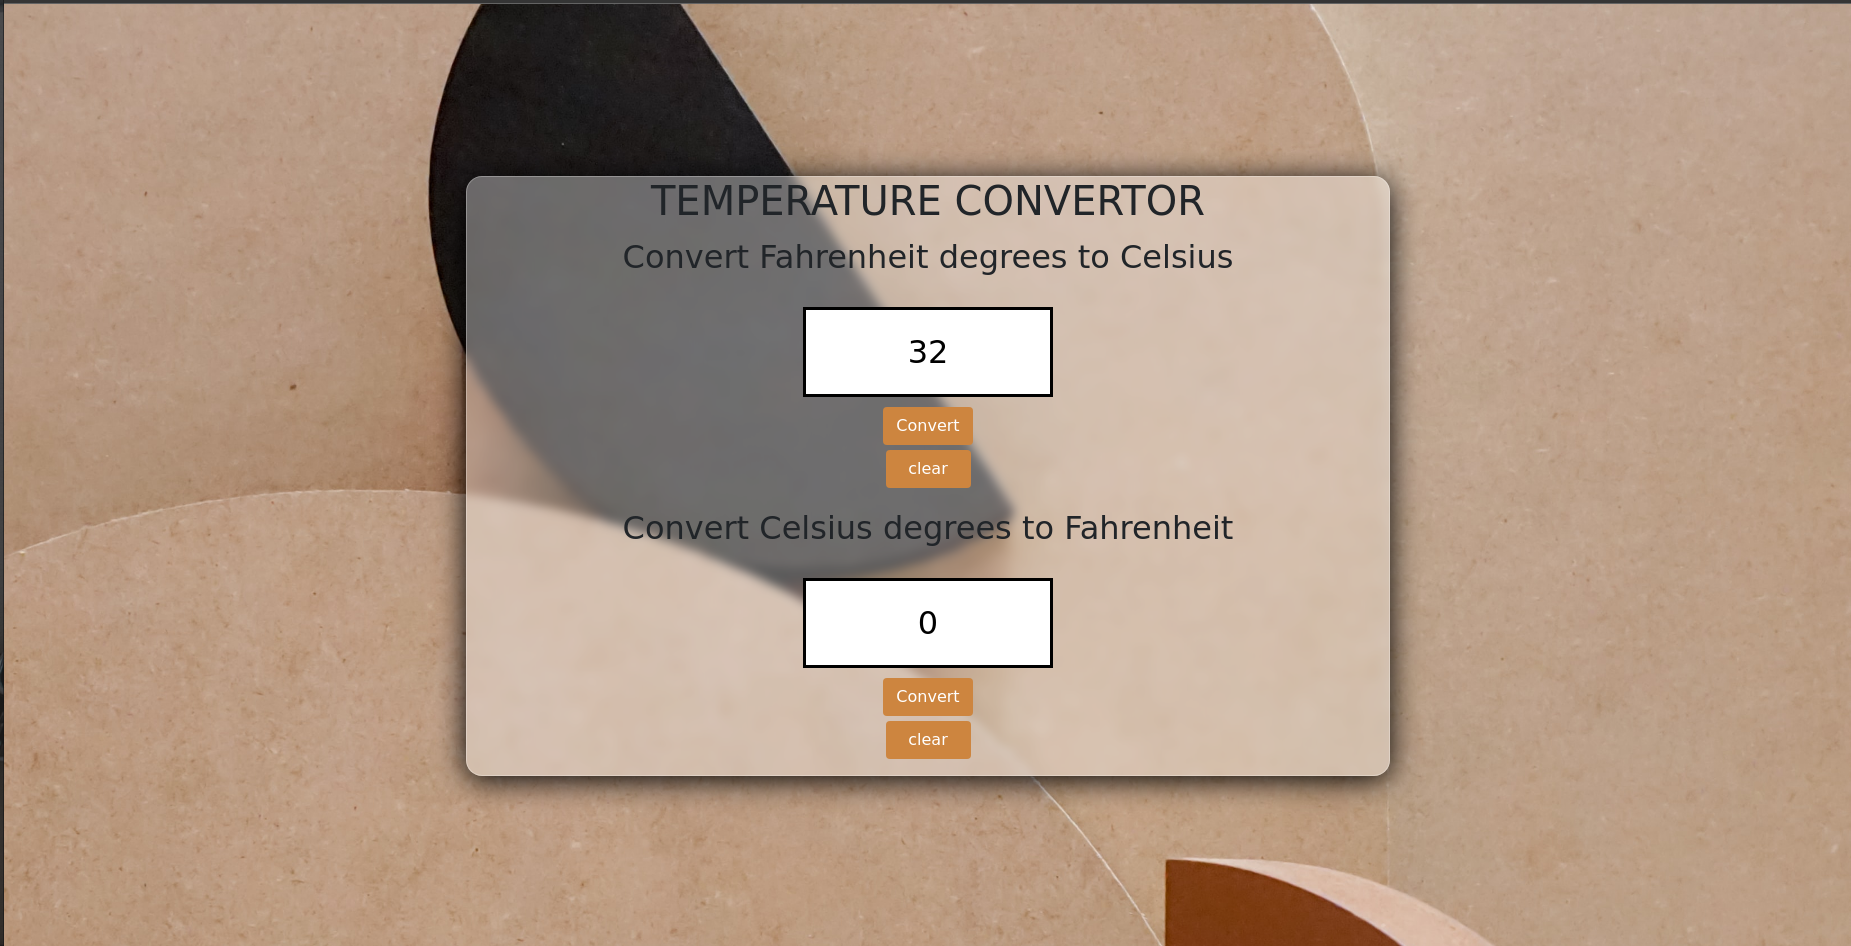 TEMPERATURE CONVERTOR
Convert Fahrenheit degrees to Celsius
32
Convert
clear
Convert Celsius degrees to Fahrenheit
0
Convert
clear